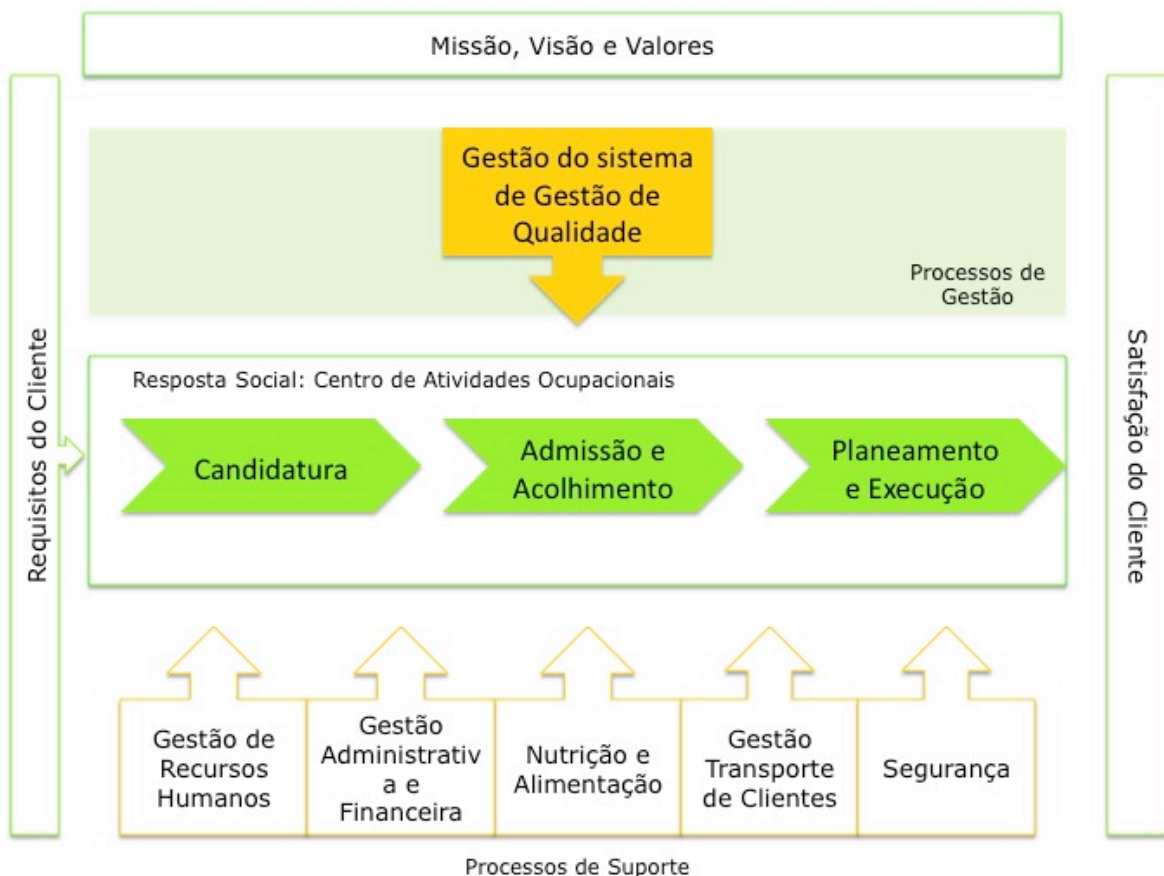 Missão, Visão e Valores
Requisitos do Cliente
Gestão do sistema
de Gestão de
Qualidade
Processos de
Gestão
Resposta Social: Centro de Atividades Ocupacionais
Candidatura
Admissão e
Acolhimento
Planeamento
e Execução
Satisfação do Cliente
Gestão de
Recursos
Humanos
Gestão
Administrativ
a e
Financeira
Nutrição e
Alimentação
Gestão
Transporte
de Clientes
Segurança
Processos de Suporte